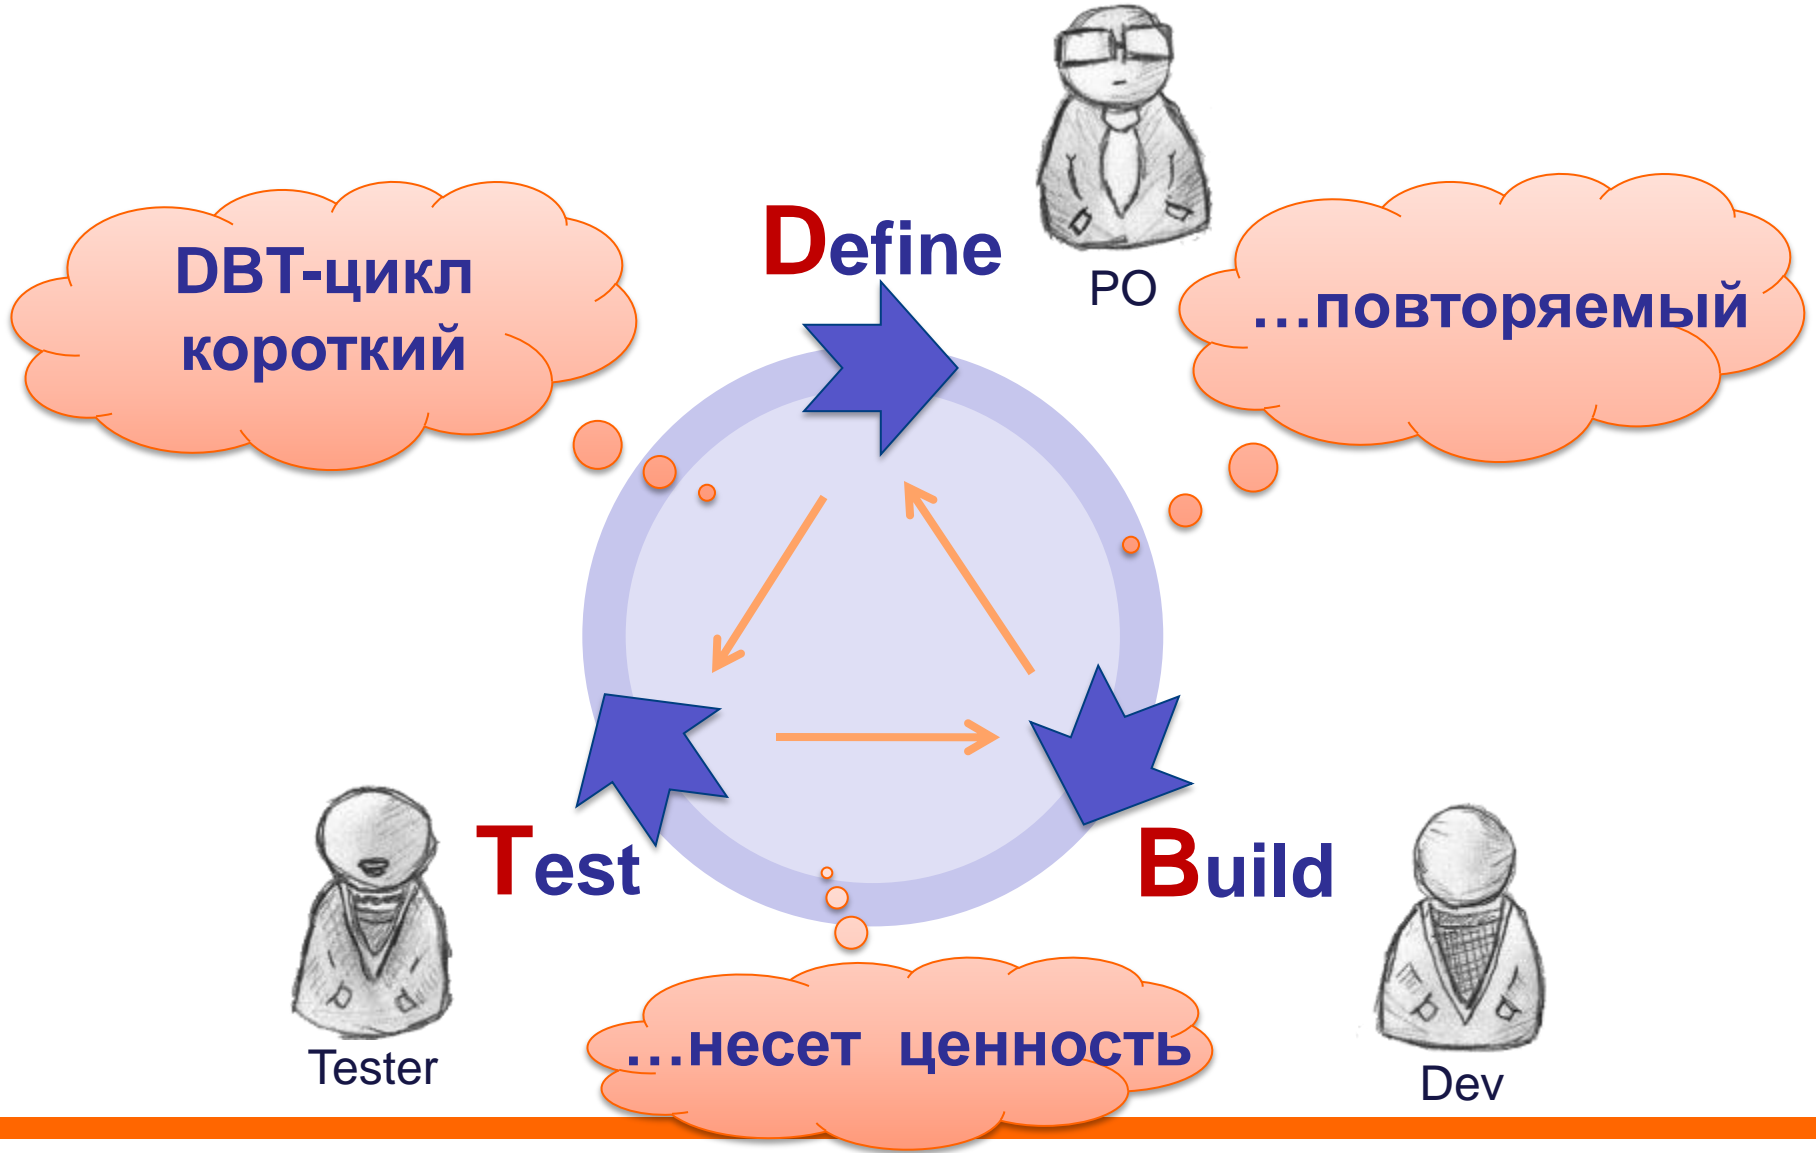 Define
PO
DBT-цикл
короткий
…повторяемый
Test
Build
Tester
…несет  ценность
Dev